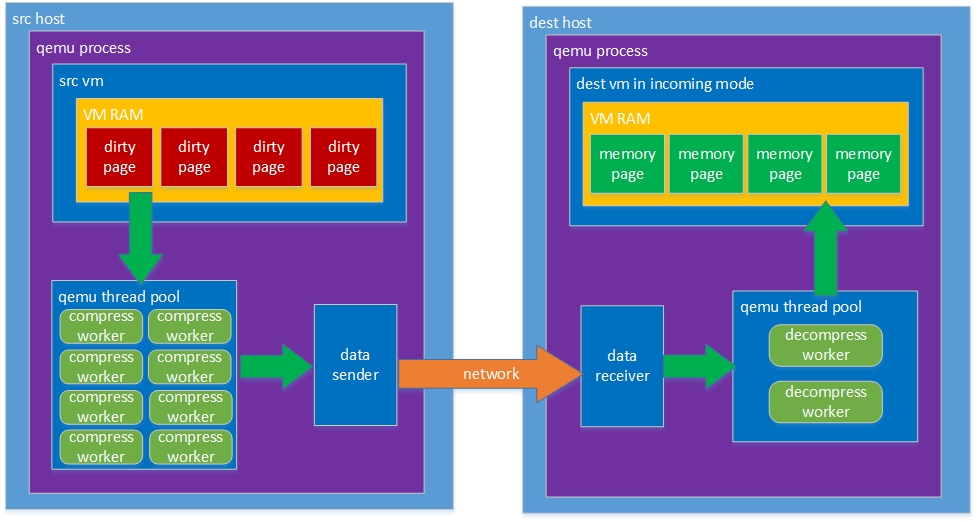 src host
qemu process
src vm
VM RAM
dirty
page
dirty
page
dirty
page
dirty
page
qemu thread pool
compress
worker
compress
worker
compress
worker
compress
worker
compress
worker
compress
worker
compress
worker
compress
worker
data
sender
network
dest host
qemu process
dest vm in incoming mode
VM RAM
memory
page
memory
page
memory
page
memory
page
data
receiver
qemu thread pool
decompress
worker
decompress
worker